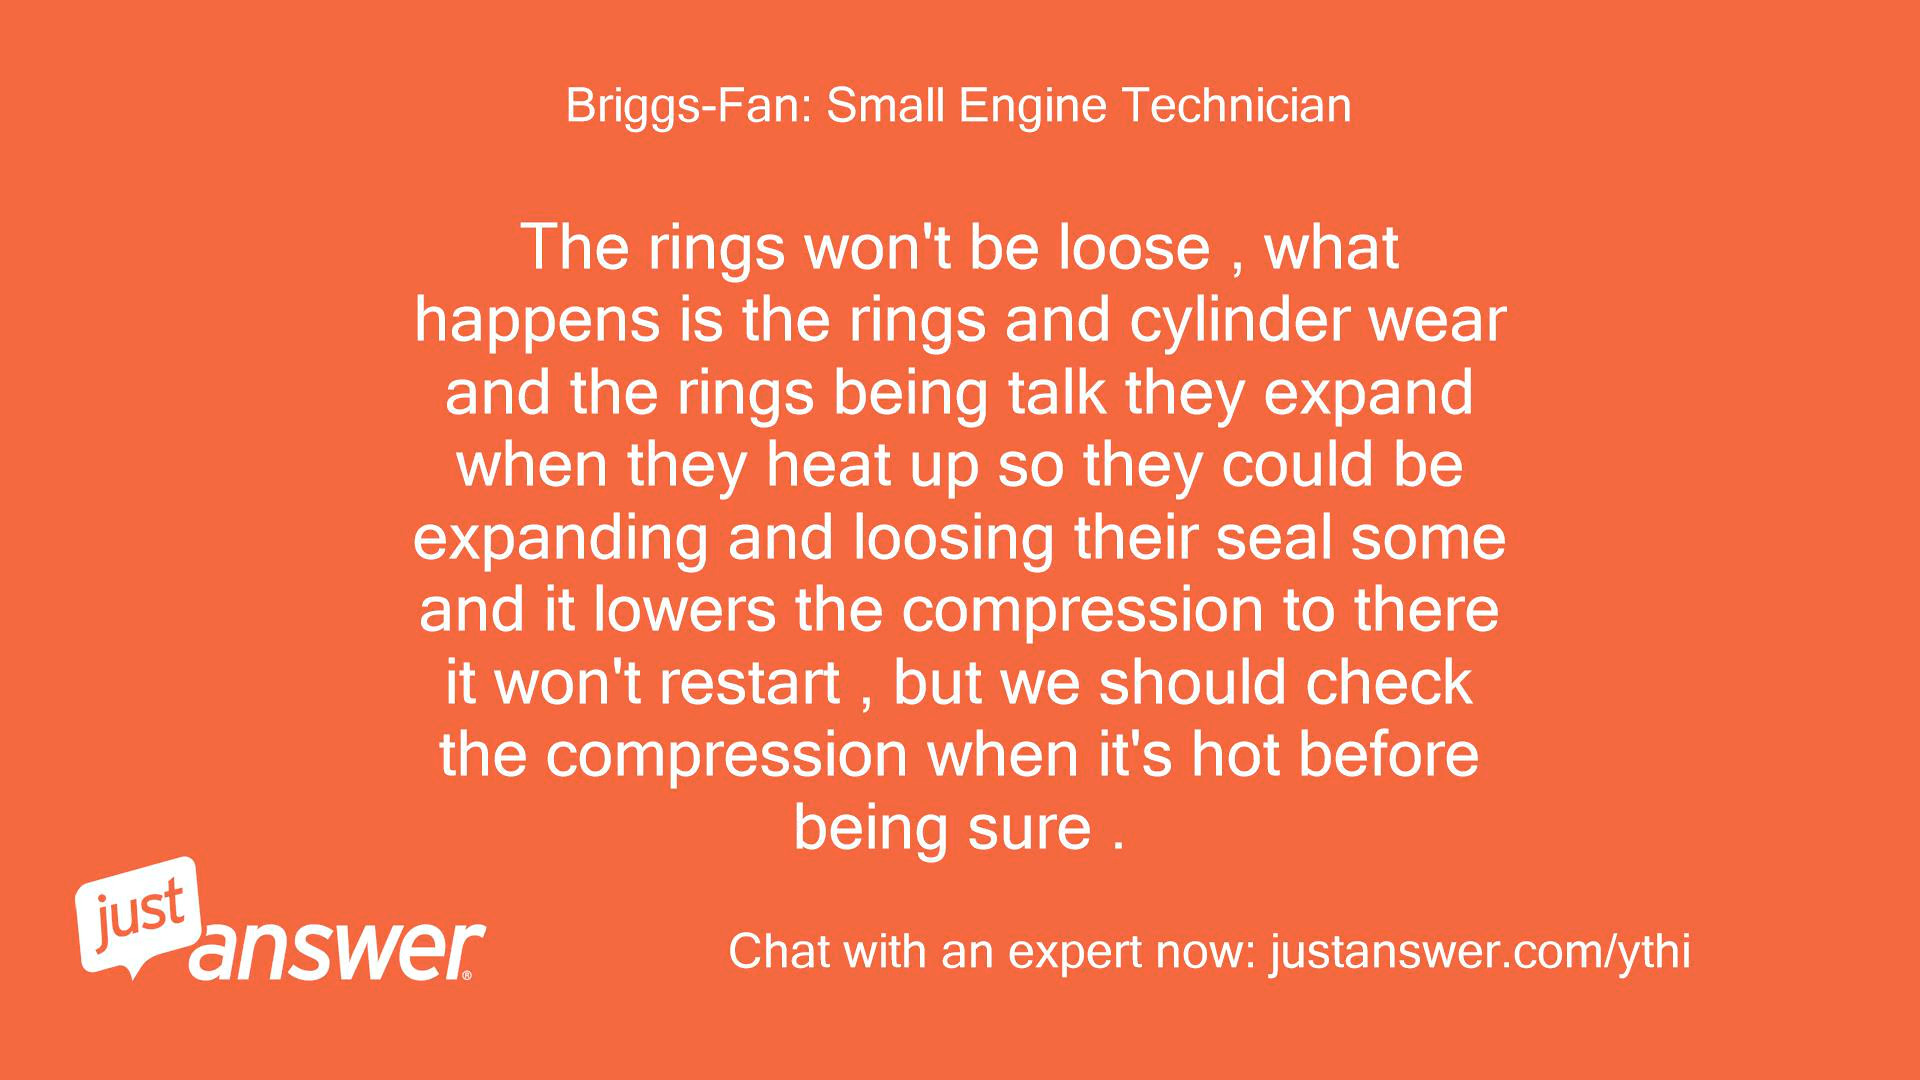 Briggs-Fan: Small Engine Technician
The rings won't be loose , what
happens is the rings and cylinder wear
and the rings being talk they expand
when they heat up so they could be
expanding and loosing their seal some
and it lowers the compression to there
it won't restart , but we should check
the compression when it's hot before
being sure .
just
answer®
Chat with an expert now: justanswer.com/ythi